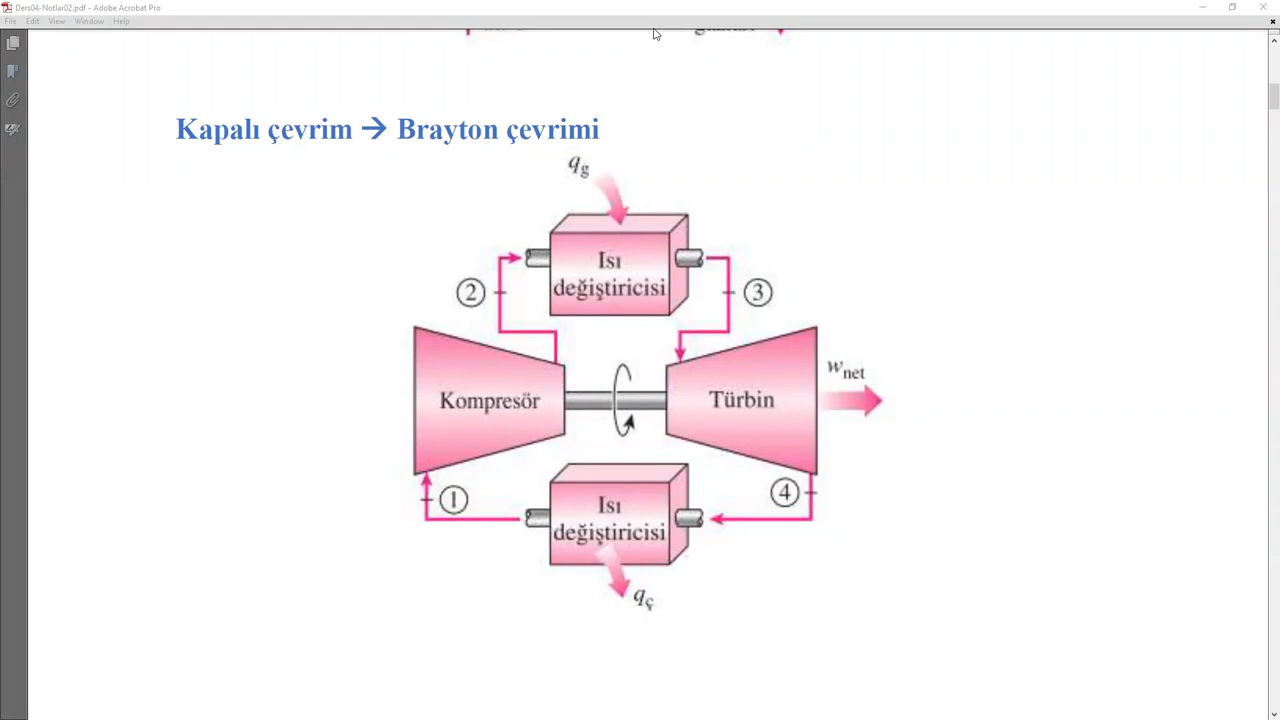 Ders04-Notlar02.pdf - Adobe Acrobat Pro
File Edit View Window Help
Kapalı çevrim → Brayton çevrimi
qg
Isı
değiştiricisi
2
3
Kompresör
Türbin
wnet
1
Isı
değiştiricisi
4
qç